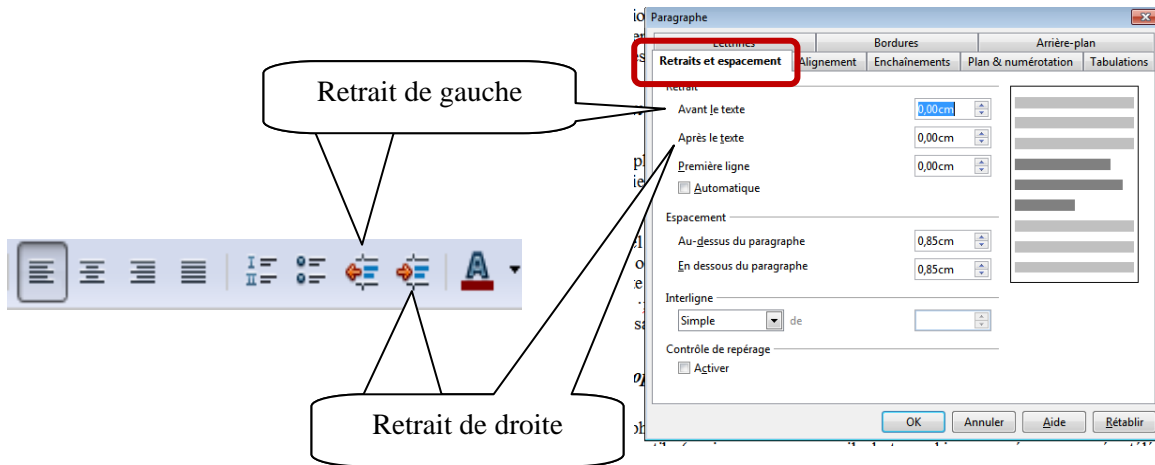 Paragraphe
Lettrines
Bordures
Arrière-plan
Retraits et espacement
Alignement
Enchaînements
Plan & numérotation
Tabulations
Retrait de gauche
Retrait
Avant le texte
0,00cm
Après le texte
0,00cm
Première ligne
0,00cm
Automatique
Espacement
Au-dessus du paragraphe
0,85cm
En dessous du paragraphe
0,85cm
Interligne
Simple
de
Contrôle de repérage
Activer
Retrait de droite
OK
Annuler
Aide
Rétablir